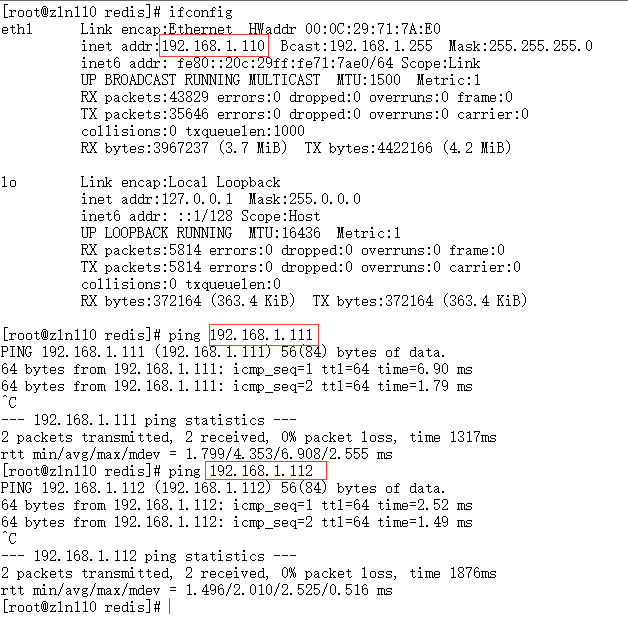 [root@zln110 redis]# ifconfig
eth1      Link encap:Ethernet  HWaddr 00:0C:29:71:7A:E0
          inet addr:192.168.1.110  Bcast:192.168.1.255  Mask:255.255.255.0
          inet6 addr: fe80::20c:29ff:fe71:7ae0/64 Scope:Link
          UP BROADCAST RUNNING MULTICAST  MTU:1500  Metric:1
          RX packets:43829 errors:0 dropped:0 overruns:0 frame:0
          TX packets:35646 errors:0 dropped:0 overruns:0 carrier:0
          collisions:0 txqueuelen:1000
          RX bytes:3967237 (3.7 MiB)  TX bytes:4422166 (4.2 MiB)
lo        Link encap:Local Loopback
          inet addr:127.0.0.1  Mask:255.0.0.0
          inet6 addr: ::1/128 Scope:Host
          UP LOOPBACK RUNNING  MTU:16436  Metric:1
          RX packets:5814 errors:0 dropped:0 overruns:0 frame:0
          TX packets:5814 errors:0 dropped:0 overruns:0 carrier:0
          collisions:0 txqueuelen:0
          RX bytes:372164 (363.4 KiB)  TX bytes:372164 (363.4 KiB)
[root@zln110 redis]# ping 192.168.1.111
PING 192.168.1.111 (192.168.1.111) 56(84) bytes of data.
64 bytes from 192.168.1.111: icmp_seq=1 ttl=64 time=6.90 ms
64 bytes from 192.168.1.111: icmp_seq=2 ttl=64 time=1.79 ms
^C
--- 192.168.1.111 ping statistics ---
2 packets transmitted, 2 received, 0% packet loss, time 1317ms
rtt min/avg/max/mdev = 1.799/4.353/6.908/2.555 ms
[root@zln110 redis]# ping 192.168.1.112
PING 192.168.1.112 (192.168.1.112) 56(84) bytes of data.
64 bytes from 192.168.1.112: icmp_seq=1 ttl=64 time=2.52 ms
64 bytes from 192.168.1.112: icmp_seq=2 ttl=64 time=1.49 ms
^C
--- 192.168.1.112 ping statistics ---
2 packets transmitted, 2 received, 0% packet loss, time 1876ms
rtt min/avg/max/mdev = 1.496/2.010/2.525/0.516 ms
[root@zln110 redis]#